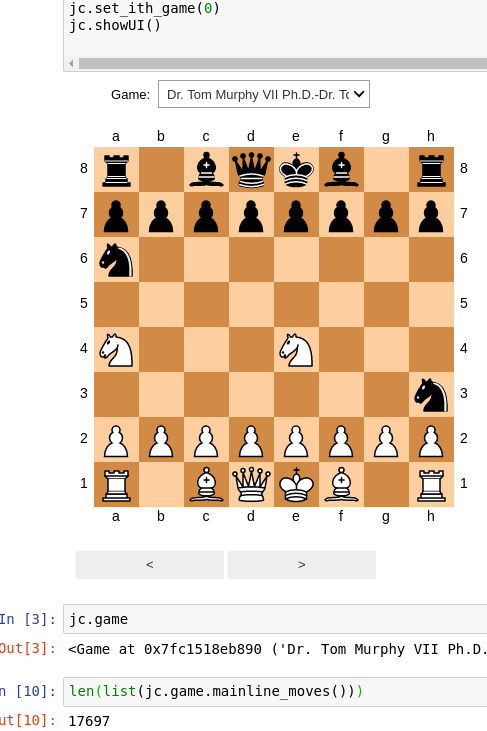 jc.set_ith_game(0)
jc.showUI()
Game: Dr. Tom Murphy VII Ph.D.-Dr. Tc
a b c d e f g h
8 8
7 7
6 6
5 5
4 4
3 3
2 2
1 1
a b c d e f g h
< >
In [3]: jc.game
Out[3]: <Game at 0x7fc1518eb890 ('Dr. Tom Murphy VII Ph.D.
n [10]: len(list(jc.game.mainline_moves()))
ut[10]: 17697